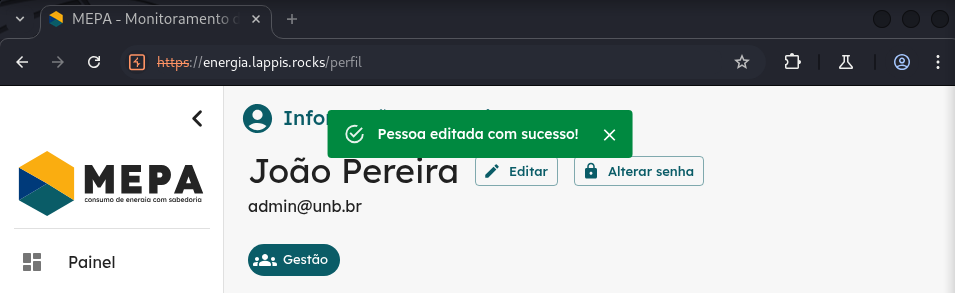 MEPA - Monitoramento
https://energia.lappis.rocks/perfil
Pessoa editada com sucesso!
João Pereira
Editar
Alterar senha
MEPA
consumo de energia com sabedoria
admin@unb.br
Painel
Gestão